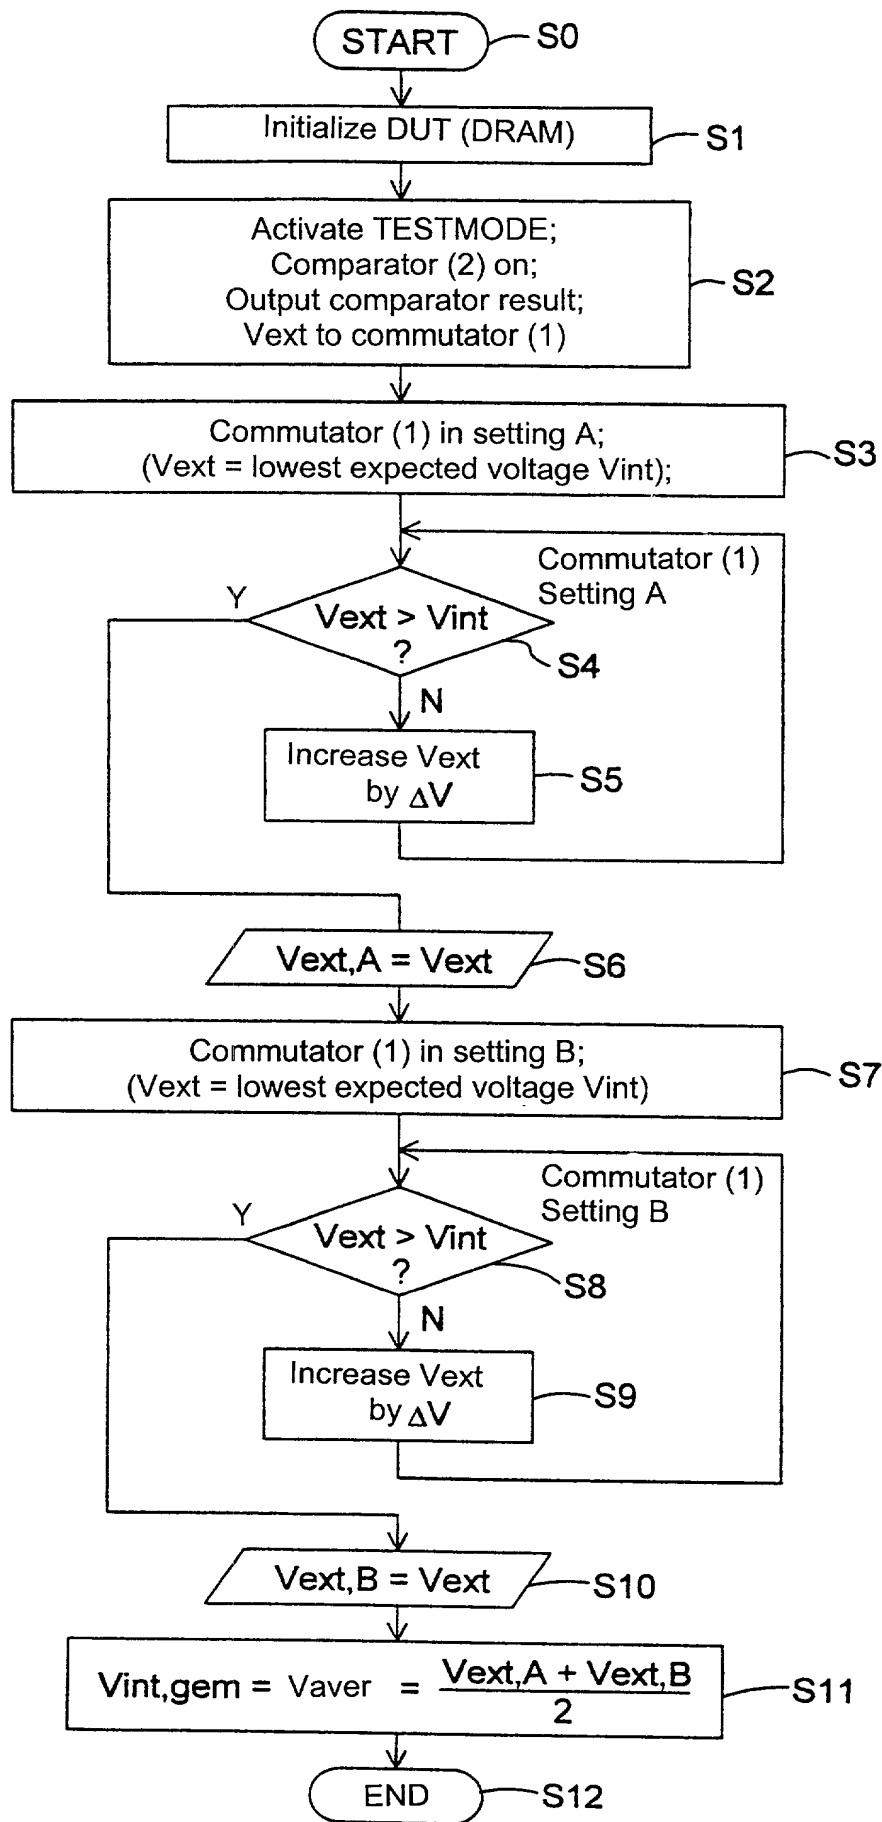 START
S0
Initialize DUT (DRAM)
S1
Activate TESTMODE;
Comparator (2) on;
Output comparator result;
Vext to commutator (1)
S2
Commutator (1) in setting A;
(Vext = lowest expected voltage Vint);
S3
Commutator (1)
Setting A
Y
Vext > Vint
?
S4
N
Increase Vext
by ΔV
S5
Vext,A = Vext
S6
Commutator (1) in setting B;
(Vext = lowest expected voltage Vint)
S7
Commutator (1)
Setting B
Y
Vext > Vint
?
S8
N
Increase Vext
by ΔV
S9
Vext,B = Vext
S10
Vint,gem = Vaver = Vext,A + Vext,B
2
S11
END
S12